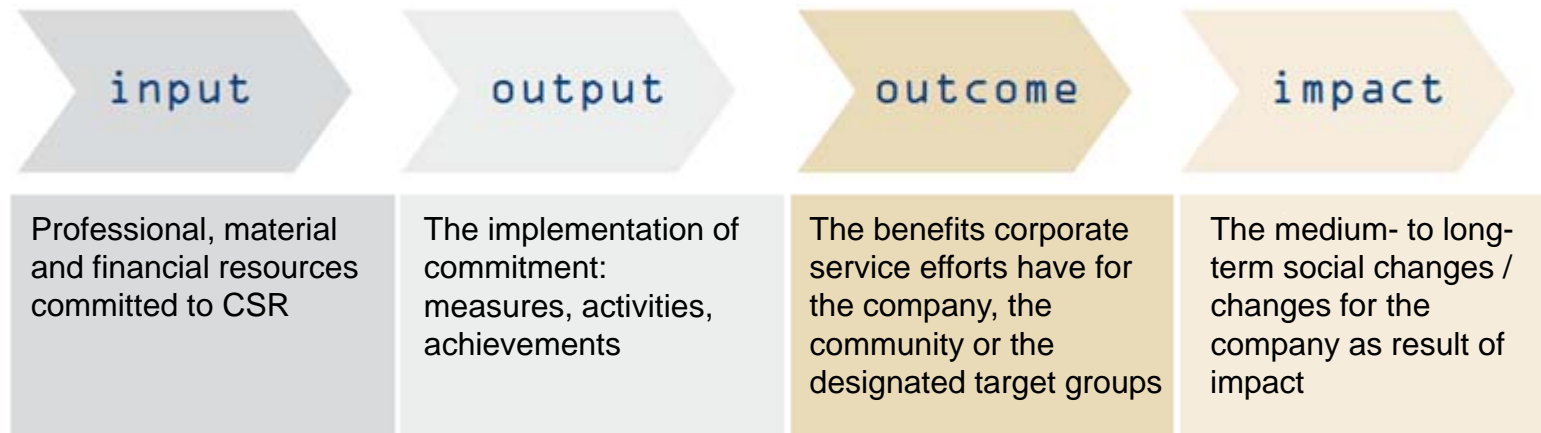 input
output
outcome
impact
Professional, material
and financial resources
committed to CSR
The implementation of
commitment:
measures, activities,
achievements
The benefits corporate
service efforts have for
the company, the
community or the
designated target groups
The medium- to long-
term social changes /
changes for the
company as result of
impact